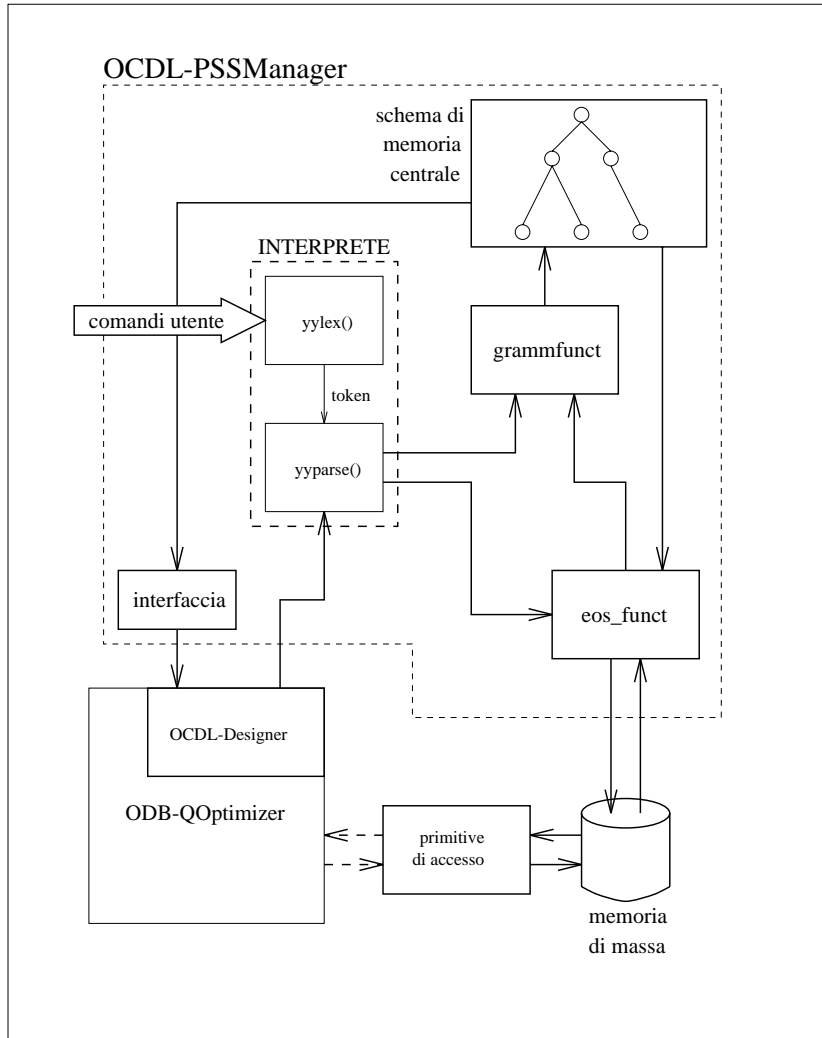 OCDL-PSSManager
schema di
memoria
centrale
INTERPRETE
comandi utente
yylex()
grammfunct
token
yyparse()
interfaccia
eos_funct
OCDL-Designer
ODB-QOptimizer
primitive
di accesso
memoria
di massa